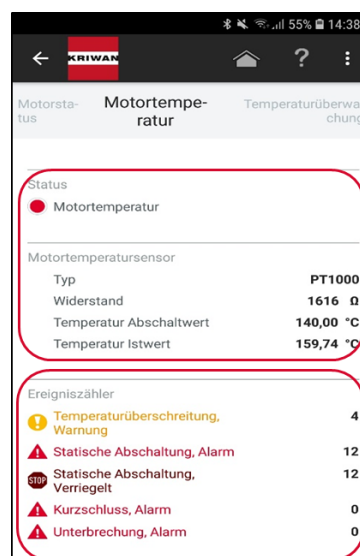 55% 14:38
KRIWAN
?
Motorsta-
tus
Motortempe-
ratur
Temperaturüberwa
chung
Status
Motortemperatur
Motortemperatursensor
Typ PT1000
Widerstand 1616 Ω
Temperatur Abschaltwert 140,00 °C
Temperatur Istwert 159,74 °C
Ereigniszähler
Temperaturüberschreitung, 4
Warnung
Statische Abschaltung, Alarm 12
STOP Statische Abschaltung, 12
Verriegelt
Kurzschluss, Alarm 0
Unterbrechung, Alarm 0